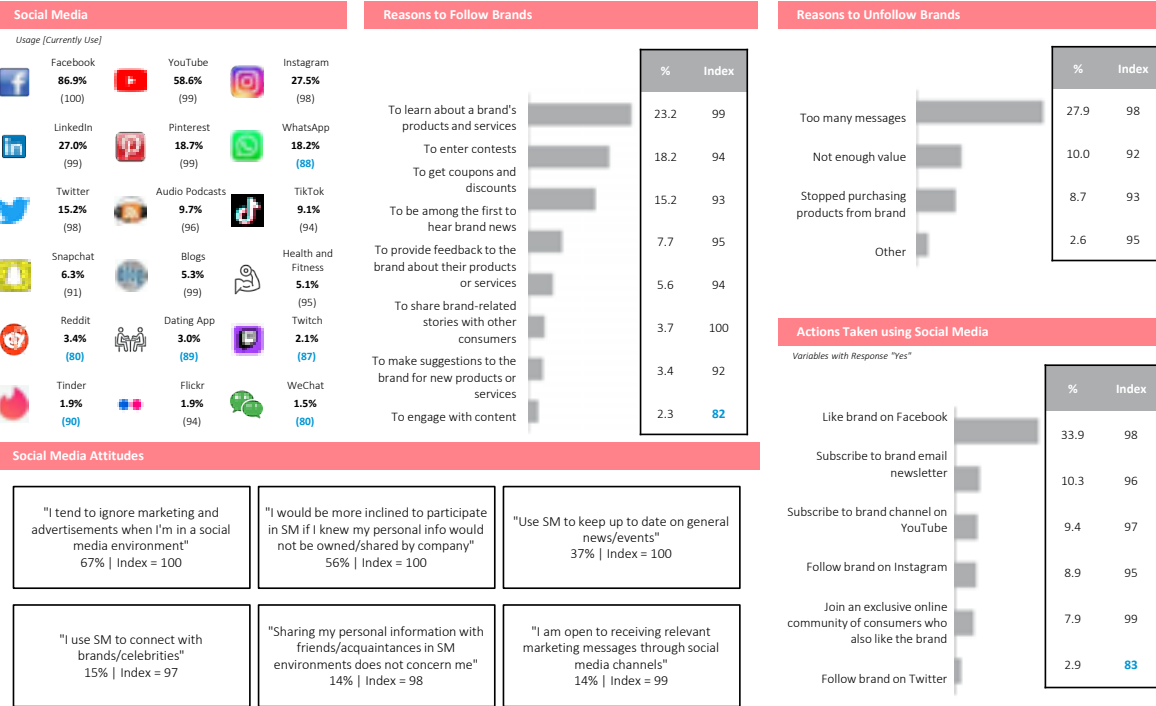 Social Media
Usage [Currently Use]
Facebook
86.9%
(100)
YouTube
58.6%
(99)
Instagram
27.5%
(98)
LinkedIn
27.0%
(99)
Pinterest
18.7%
(99)
WhatsApp
18.2%
(88)
Twitter
15.2%
(98)
Audio Podcasts
9.7%
(96)
TikTok
9.1%
(94)
Snapchat
6.3%
(91)
Blogs
5.3%
(99)
Health and
Fitness
5.1%
(95)
Reddit
3.4%
(80)
Dating App
3.0%
(89)
Twitch
2.1%
(87)
Tinder
1.9%
(90)
Flickr
1.9%
(94)
WeChat
1.5%
(80)
Reasons to Follow Brands
% Index
To learn about a brand's
products and services
23.2 99
To enter contests
18.2 94
To get coupons and
discounts
15.2 93
To be among the first to
hear brand news
7.7 95
To provide feedback to the
brand about their products
or services
5.6 94
To share brand-related
stories with other
consumers
3.7 100
To make suggestions to the
brand for new products or
services
3.4 92
To engage with content
2.3 82
Reasons to Unfollow Brands
% Index
Too many messages
27.9 98
Not enough value
10.0 92
Stopped purchasing
products from brand
8.7 93
Other
2.6 95
Actions Taken using Social Media
Variables with Response "Yes"
% Index
Like brand on Facebook
33.9 98
Subscribe to brand email
newsletter
10.3 96
Subscribe to brand channel on
YouTube
9.4 97
Follow brand on Instagram
8.9 95
Join an exclusive online
community of consumers who
also like the brand
7.9 99
Follow brand on Twitter
2.9 83
Social Media Attitudes
"I tend to ignore marketing and
advertisements when I'm in a social
media environment"
67% | Index = 100
"I would be more inclined to participate
in SM if I knew my personal info would
not be owned/shared by company"
56% | Index = 100
"Use SM to keep up to date on general
news/events"
37% | Index = 100
"I use SM to connect with
brands/celebrities"
15% | Index = 97
"Sharing my personal information with
friends/acquaintances in SM
environments does not concern me"
14% | Index = 98
"I am open to receiving relevant
marketing messages through social
media channels"
14% | Index = 99